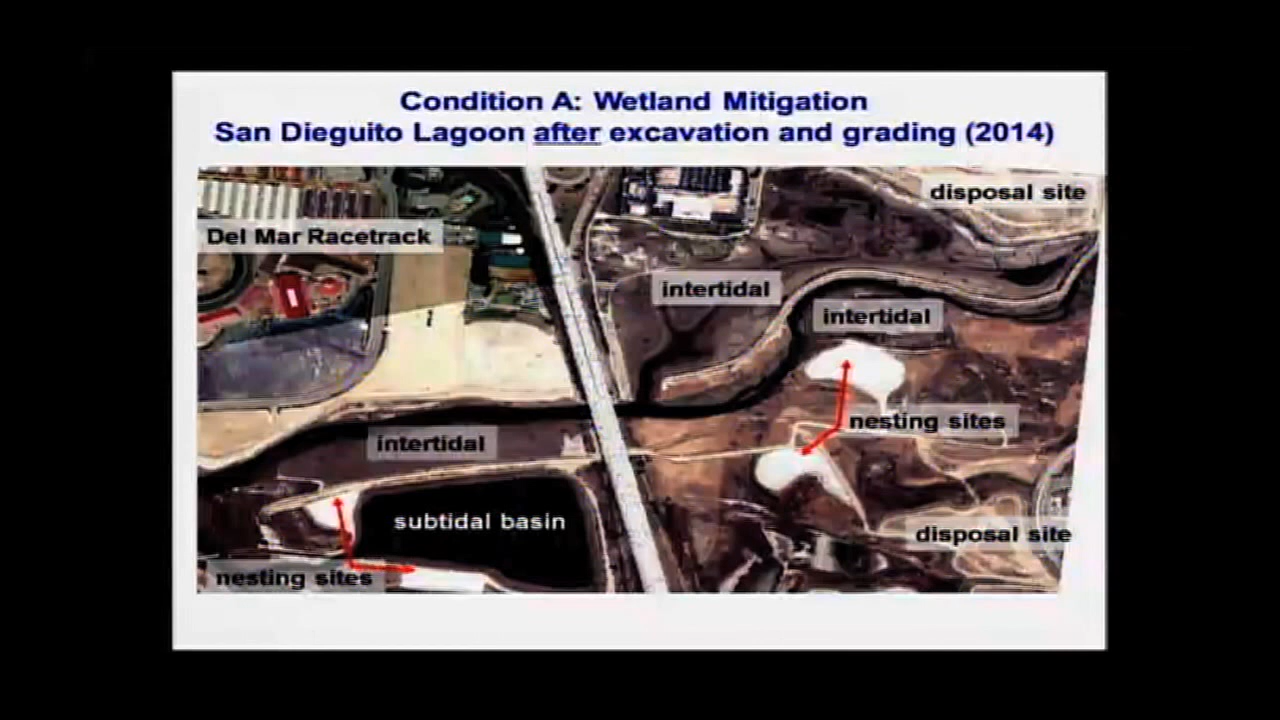 Condition A: Wetland Mitigation
San Dieguito Lagoon after excavation and grading (2014)
disposal site
Del Mar Racetrack
intertidal
intertidal
nesting sites
intertidal
subtidal basin
disposal site
nesting sites